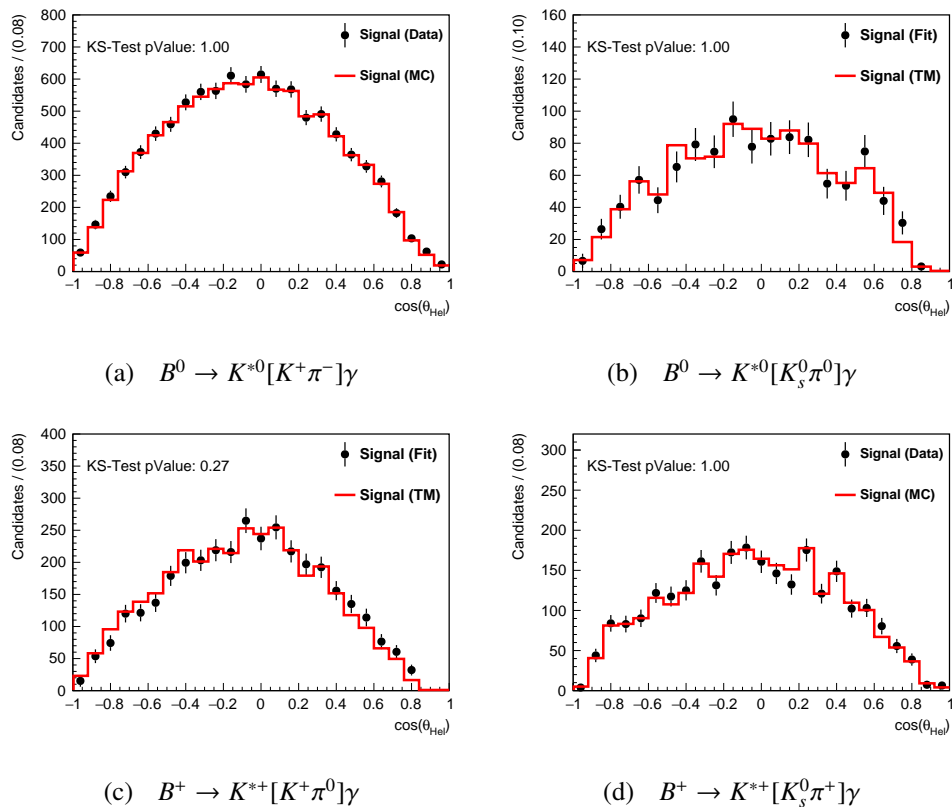 800
700
600
500
400
300
200
100
0
Candidates / (0.08)
KS-Test pValue: 1.00
Signal (Data)
Signal (MC)
−1 −0.8 −0.6 −0.4 −0.2 0 0.2 0.4 0.6 0.8 1
cos(θHel)
160
140
120
100
80
60
40
20
0
Candidates / (0.10)
KS-Test pValue: 1.00
Signal (Fit)
Signal (TM)
−1 −0.8 −0.6 −0.4 −0.2 0 0.2 0.4 0.6 0.8 1
cos(θHel)
(a) B⁰ → K*⁰[K⁺π⁻]γ
(b) B⁰ → K*⁰[Kₛ⁰π⁰]γ
400
350
300
250
200
150
100
50
0
Candidates / (0.08)
KS-Test pValue: 0.27
Signal (Fit)
Signal (TM)
−1 −0.8 −0.6 −0.4 −0.2 0 0.2 0.4 0.6 0.8 1
cos(θHel)
300
250
200
150
100
50
0
Candidates / (0.08)
KS-Test pValue: 1.00
Signal (Data)
Signal (MC)
−1 −0.8 −0.6 −0.4 −0.2 0 0.2 0.4 0.6 0.8 1
cos(θHel)
(c) B⁺ → K*⁺[K⁺π⁰]γ
(d) B⁺ → K*⁺[Kₛ⁰π⁺]γ